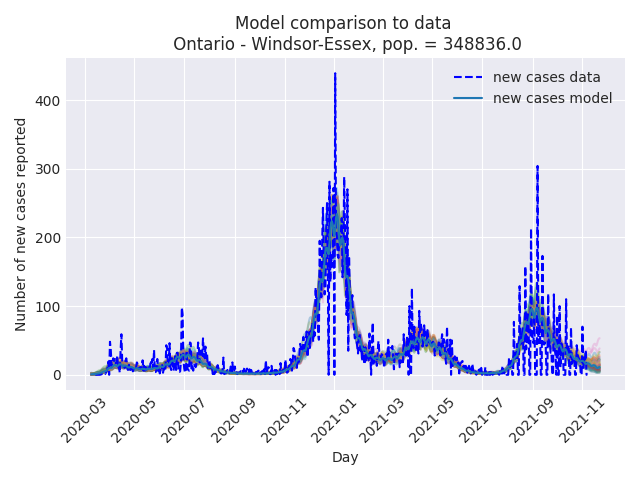 Model comparison to data
Ontario - Windsor-Essex, pop. = 348836.0
new cases data
new cases model
Number of new cases reported
400
300
200
100
0
2020-03
2020-05
2020-07
2020-09
2020-11
2021-01
2021-03
2021-05
2021-07
2021-09
2021-11
Day